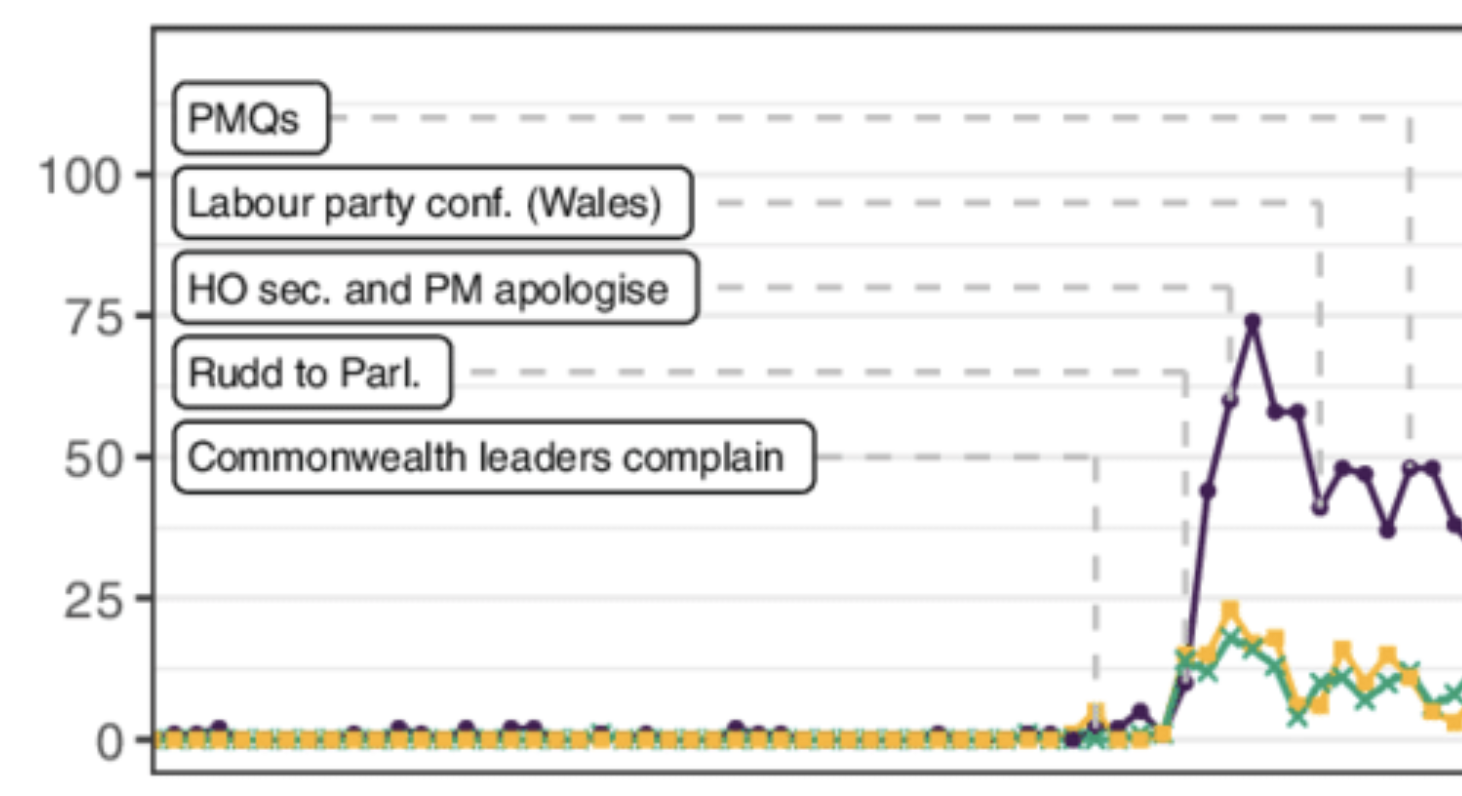 PMQs
100
Labour party conf. (Wales)
HO sec. and PM apologise
75
Rudd to Parl.
50
Commonwealth leaders complain
25
0